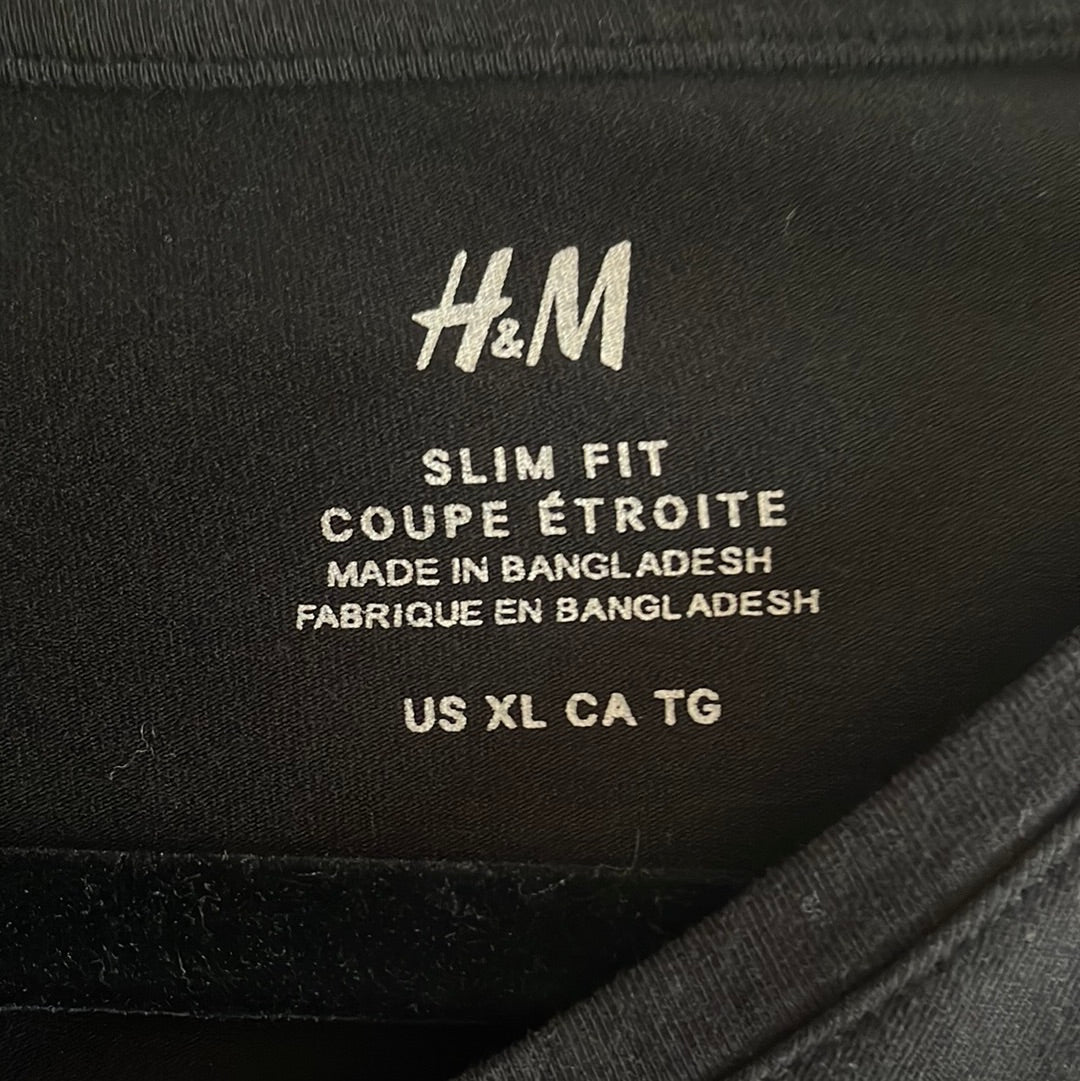 H&M
SLIM FIT
COUPE ÉTROITE
MADE IN BANGLADESH
FABRIQUE EN BANGLADESH
US XL CA TG